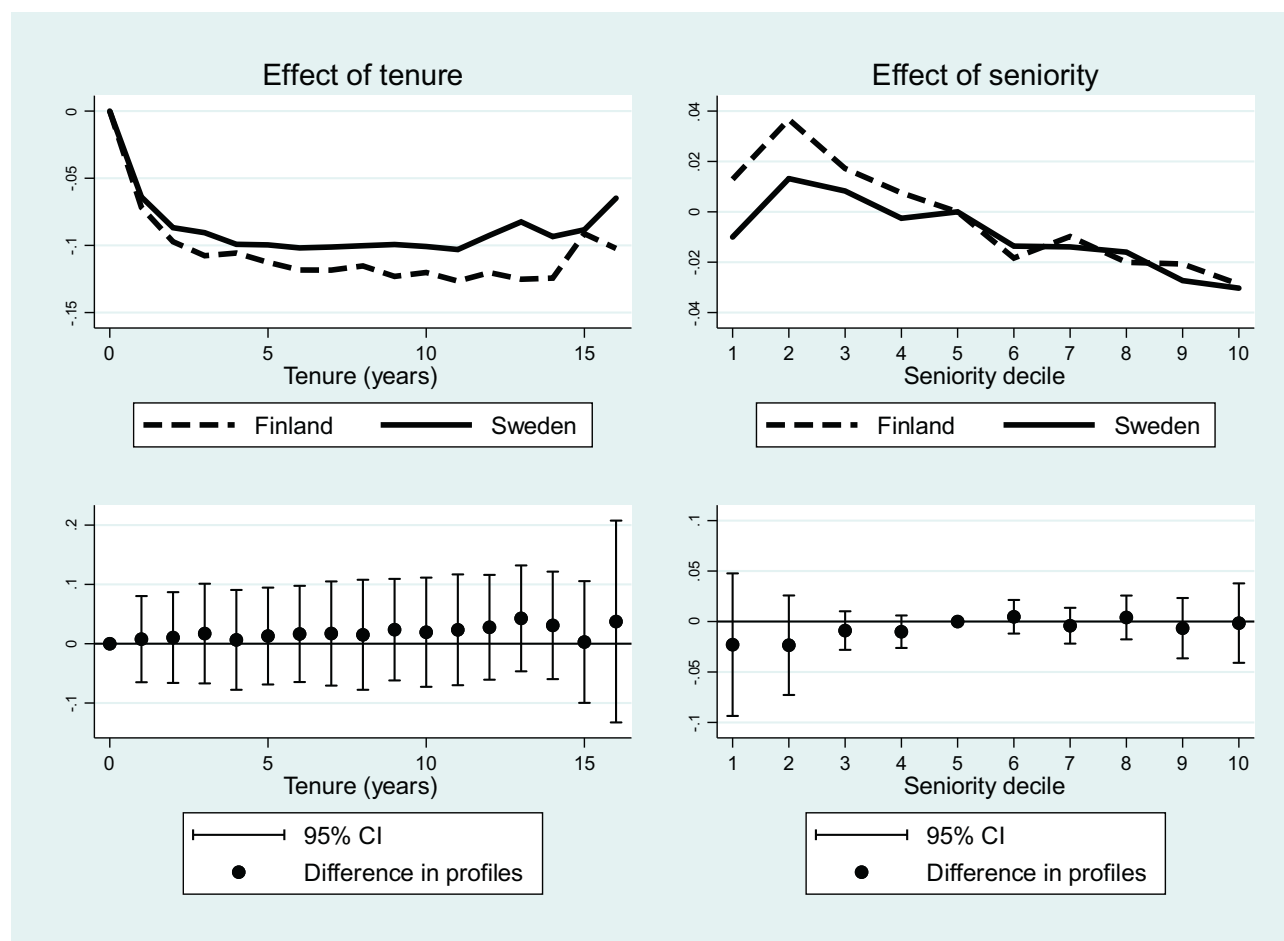 Effect of tenure
0
-.05
-.1
-.15
0 5 10 15
Tenure (years)
Finland Sweden
Effect of seniority
.04
.02
0
-.02
-.04
1 2 3 4 5 6 7 8 9 10
Seniority decile
Finland Sweden
.2
.1
0
-.1
0 5 10 15
Tenure (years)
95% CI
Difference in profiles
.1
.05
0
-.05
-.1
1 2 3 4 5 6 7 8 9 10
Seniority decile
95% CI
Difference in profiles